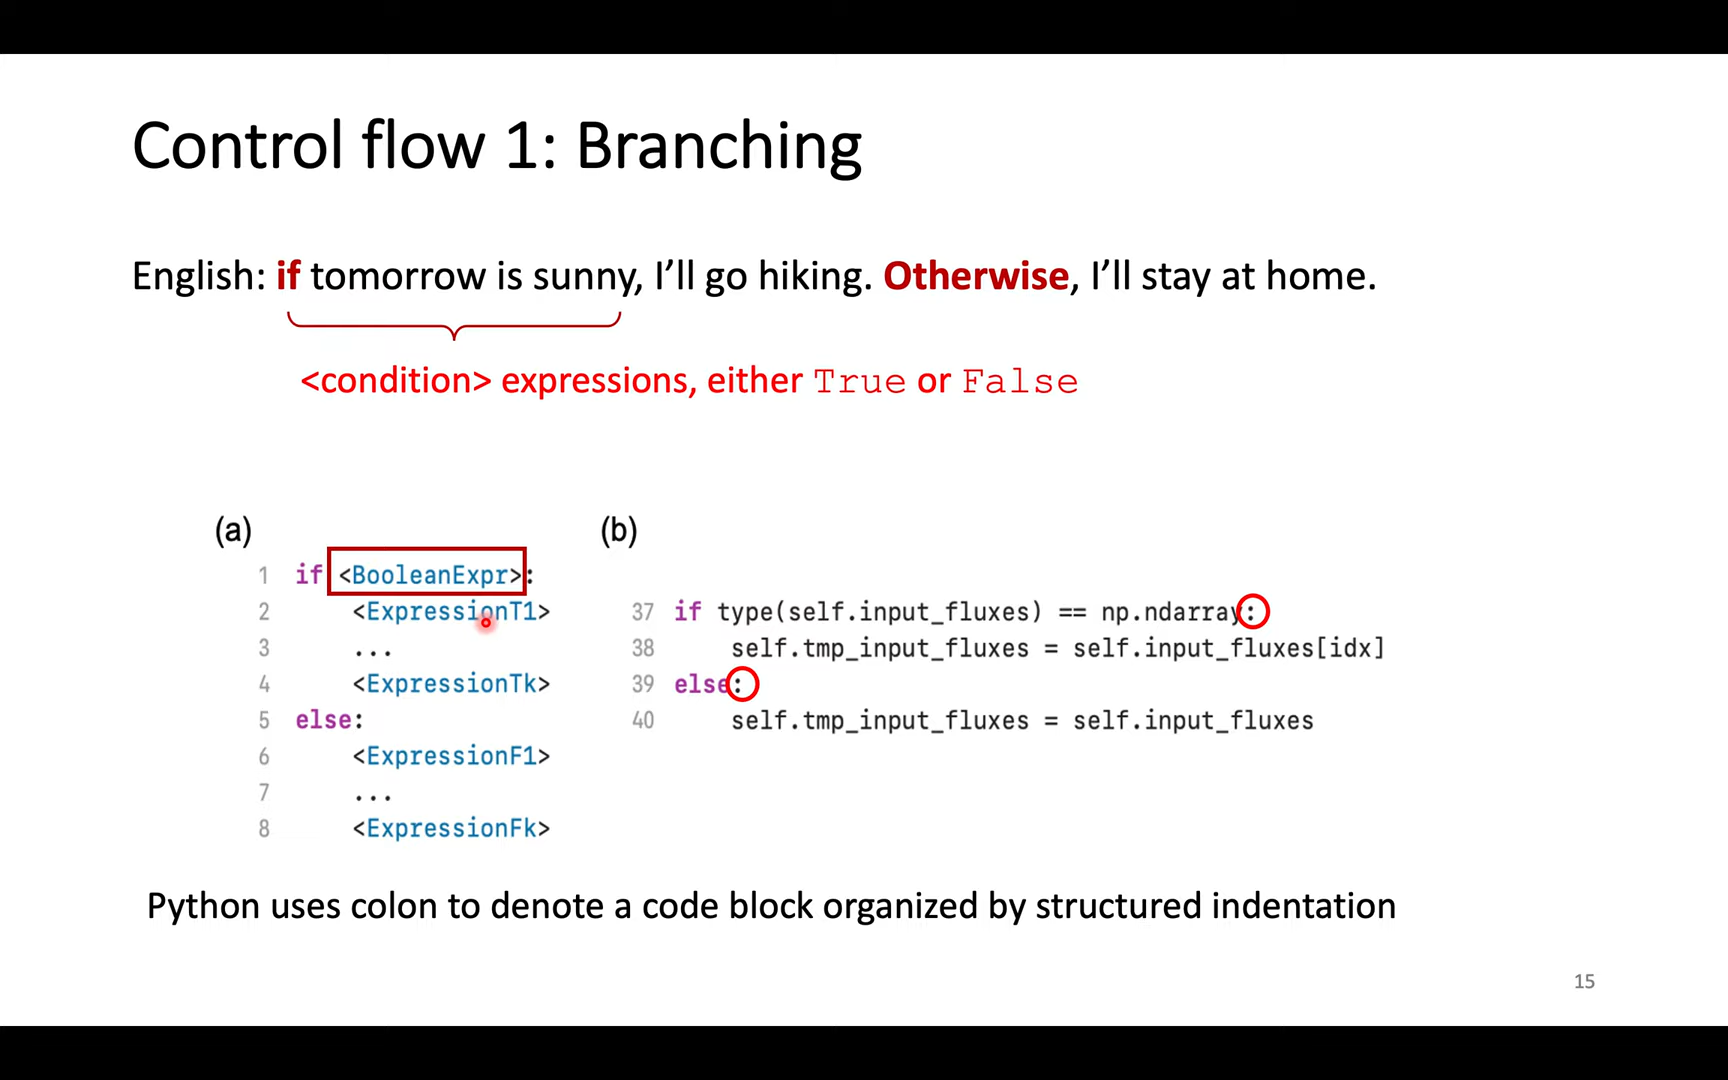 Control flow 1: Branching
English: if tomorrow is sunny, I’ll go hiking. Otherwise, I’ll stay at home.
<condition> expressions, either True or False
(a)
1 if <BooleanExpr>:
2 <ExpressionT1>
3 ...
4 <ExpressionTk>
5 else:
6 <ExpressionF1>
7 ...
8 <ExpressionFk>
(b)
37 if type(self.input_fluxes) == np.ndarray:
38 self.tmp_input_fluxes = self.input_fluxes[idx]
39 else:
40 self.tmp_input_fluxes = self.input_fluxes
Python uses colon to denote a code block organized by structured indentation
15